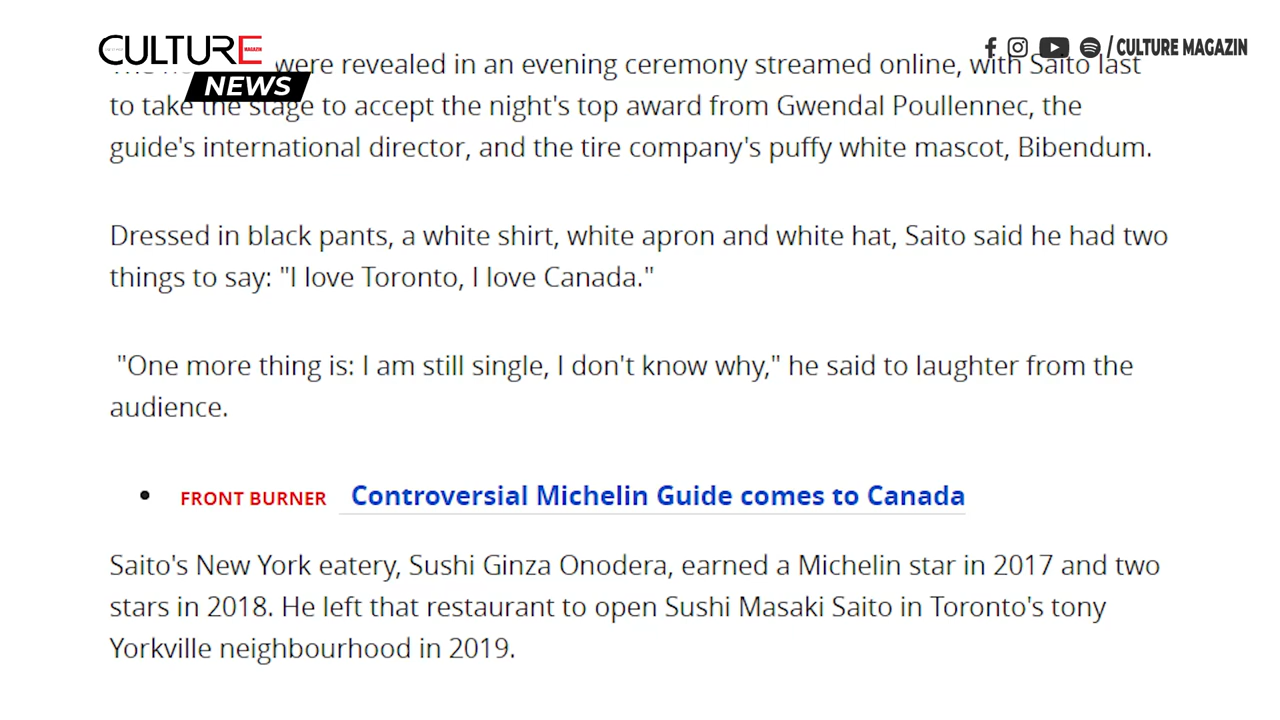 CULTURE
MAGAZIN
NEWS
/ CULTURE MAGAZIN
were revealed in an evening ceremony streamed online, with Saito last
to take the stage to accept the night's top award from Gwendal Poullennec, the
guide's international director, and the tire company's puffy white mascot, Bibendum.
Dressed in black pants, a white shirt, white apron and white hat, Saito said he had two
things to say: "I love Toronto, I love Canada."
"One more thing is: I am still single, I don't know why," he said to laughter from the
audience.
• FRONT BURNER Controversial Michelin Guide comes to Canada
Saito's New York eatery, Sushi Ginza Onodera, earned a Michelin star in 2017 and two
stars in 2018. He left that restaurant to open Sushi Masaki Saito in Toronto's tony
Yorkville neighbourhood in 2019.